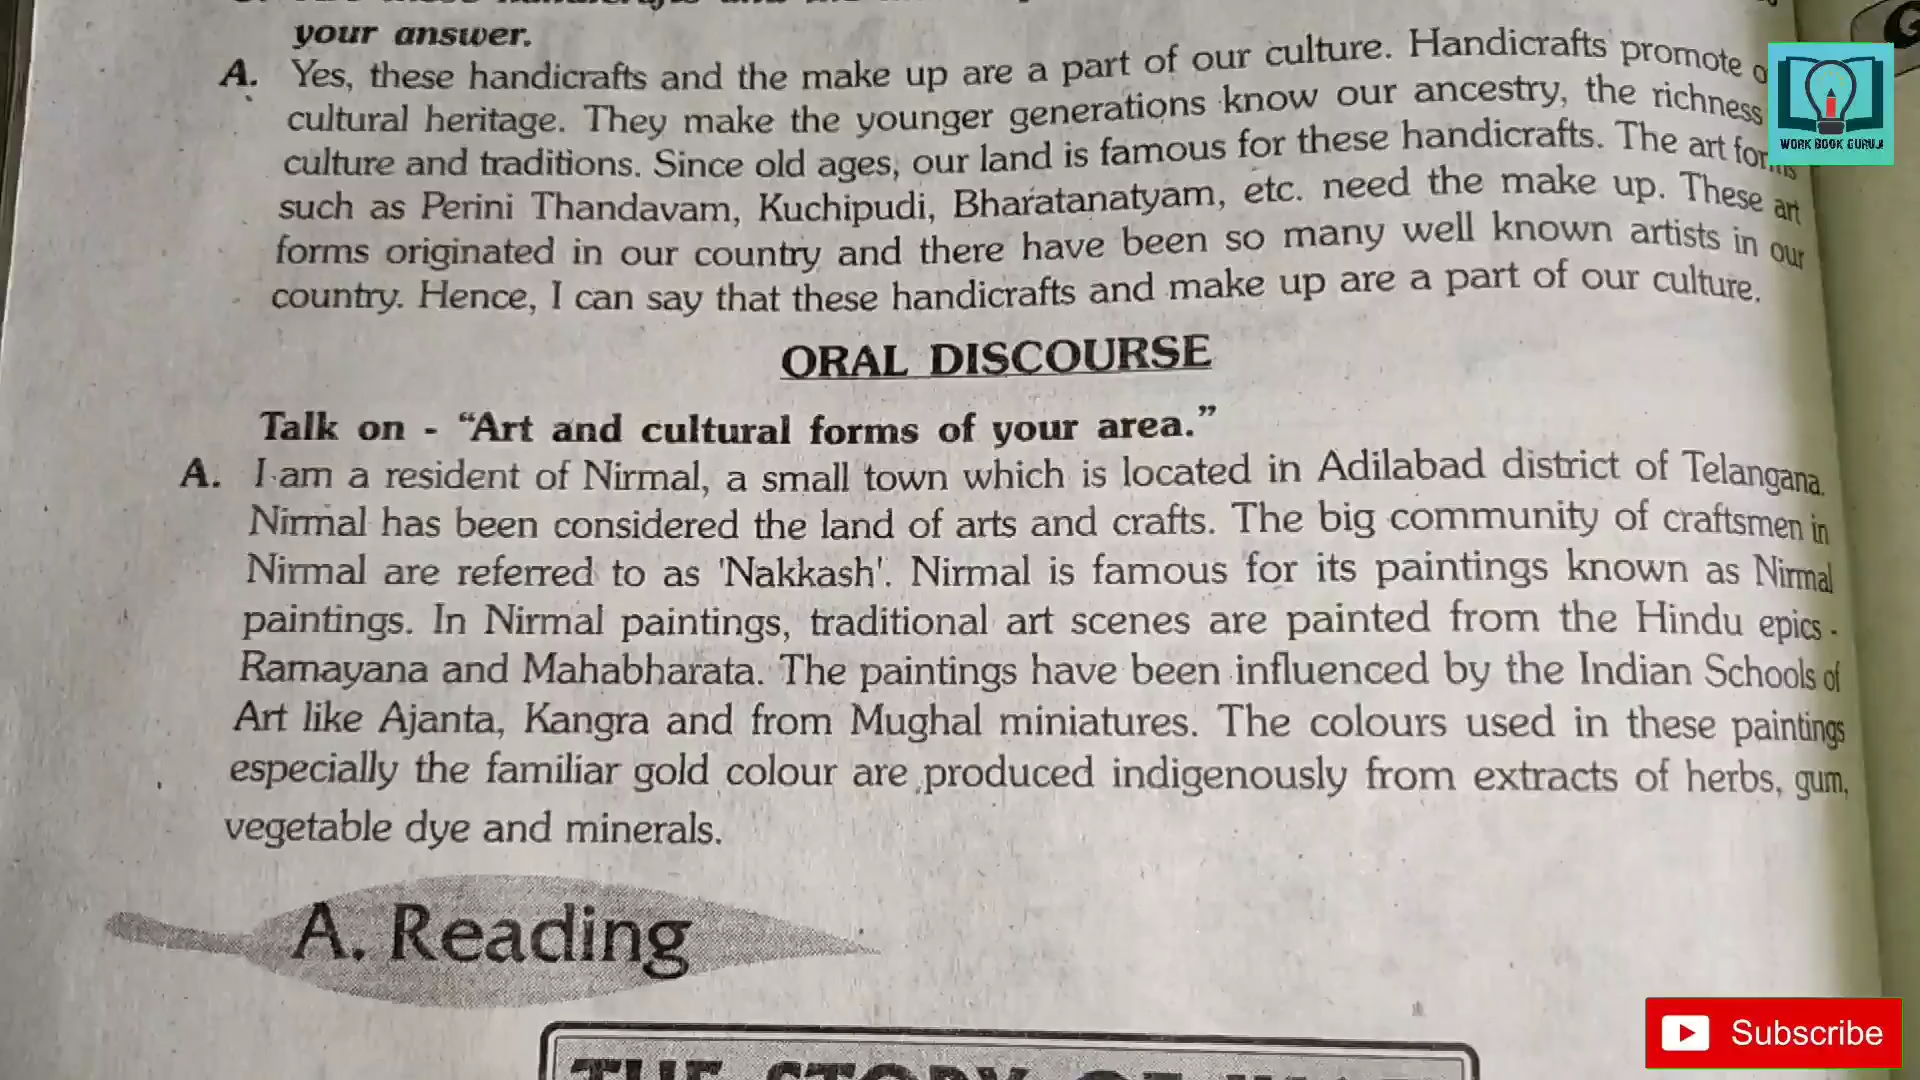 your answer.
A. Yes, these handicrafts and the make up are a part of our culture. Handicrafts promote
cultural heritage. They make the younger generations know our ancestry, the richness
culture and traditions. Since old ages, our land is famous for these handicrafts. The art forms
such as Perini Thandavam, Kuchipudi, Bharatanatyam, etc. need the make up. These art
forms originated in our country and there have been so many well known artists in our
country. Hence, I can say that these handicrafts and make up are a part of our culture.
WORK BOOK GURUJI
ORAL DISCOURSE
Talk on - “Art and cultural forms of your area.”
A. I am a resident of Nirmal, a small town which is located in Adilabad district of Telangana.
Nirmal has been considered the land of arts and crafts. The big community of craftsmen in
Nirmal are referred to as 'Nakkash'. Nirmal is famous for its paintings known as Nirmal
paintings. In Nirmal paintings, traditional art scenes are painted from the Hindu epics -
Ramayana and Mahabharata. The paintings have been influenced by the Indian Schools of
Art like Ajanta, Kangra and from Mughal miniatures. The colours used in these paintings
especially the familiar gold colour are produced indigenously from extracts of herbs, gum,
vegetable dye and minerals.
A. Reading
THE STORY OF
Subscribe